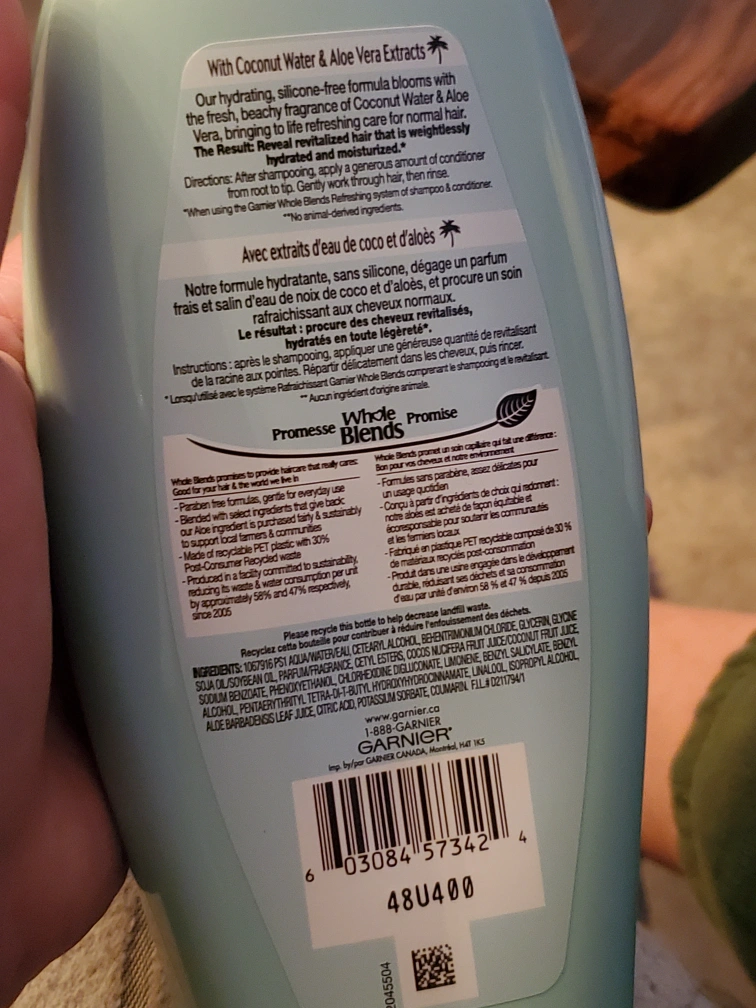 With Coconut Water & Aloe Vera Extracts
Our hydrating, silicone-free formula blooms with
the fresh, beachy fragrance of Coconut Water & Aloe
Vera, bringing to life refreshing care for normal hair.
The Result: Reveal revitalized hair that is weightlessly
hydrated and moisturized.*
Directions: After shampooing, apply a generous amount of conditioner
from root to tip. Gently work through hair, then rinse.
*When using the Garnier Whole Blends Refreshing system of shampoo & conditioner.
**No animal-derived ingredients.
Avec extraits d'eau de coco et d'aloès
Notre formule hydratante, sans silicone, dégage un parfum
frais et salin d'eau de noix de coco et d'aloès, et procure un soin
rafraichissant aux cheveux normaux.
Le résultat : procure des cheveux revitalisés,
hydratés en toute légèreté*.
Instructions : après le shampooing, appliquer une généreuse quantité de revitalisant
de la racine aux pointes. Répartir délicatement dans les cheveux, puis rincer.
* Lorsqu'utilisé avec le système Rafraichissant Garnier Whole Blends comprenant le shampooing et le revitalisant.
** Aucun ingrédient d'origine animale.
Promesse Whole Blends Promise
Whole Blends promises to provide haircare that really cares:
Good for your hair & the world we live in
- Paraben free formulas, gentle for everyday use
- Blended with select ingredients that give back:
our Aloe ingredient is purchased fairly & sustainably
to support local farmers & communities
- Made of recyclable PET plastic with 30%
Post-Consumer Recycled waste
- Produced in a facility committed to sustainability,
reducing its waste & water consumption per unit
by approximately 58% and 47% respectively,
since 2005
Whole Blends promet un soin capillaire qui fait une différence :
Bon pour vos cheveux et notre environnement
- Formules sans parabène, assez délicates pour
un usage quotidien
- Conçu à partir d'ingrédients de choix qui redonnent :
notre aloès est acheté de façon équitable et
écoresponsable pour soutenir les communautés
et les fermiers locaux
- Fabriqué en plastique PET recyclable composé de 30 %
de matériaux recyclés post-consommation
- Produit dans une usine engagée dans le développement
durable, réduisant ses déchets et sa consommation
d'eau par unité d'environ 58 % et 47 % depuis 2005
Please recycle this bottle to help decrease landfill waste.
Recyclez cette bouteille pour contribuer à réduire l'enfouissement des déchets.
INGREDIENTS: 1067916 PS1 AQUA/WATER/EAU, CETEARYL ALCOHOL, BEHENTRIMONIUM CHLORIDE, GLYCERIN, GLYCINE
SOJA OIL/SOYBEAN OIL, PARFUM/FRAGRANCE, CETYL ESTERS, COCOS NUCIFERA FRUIT JUICE/COCONUT FRUIT JUICE,
SODIUM BENZOATE, PHENOXYETHANOL, CHLORHEXIDINE DIGLUCONATE, LIMONENE, BENZYL SALICYLATE, BENZYL
ALCOHOL, PENTAERYTHRITYL TETRA-DI-T-BUTYL HYDROXYHYDROCINNAMATE, LINALOOL, ISOPROPYL ALCOHOL,
ALOE BARBADENSIS LEAF JUICE, CITRIC ACID, POTASSIUM SORBATE, COUMARIN. F.I.L.# D211794/1
www.garnier.ca
1-888-GARNIER
GARNIER
Imp. by/par GARNIER CANADA, Montréal, H4T 1K5
6 03084 57342 4
48U400
2045504